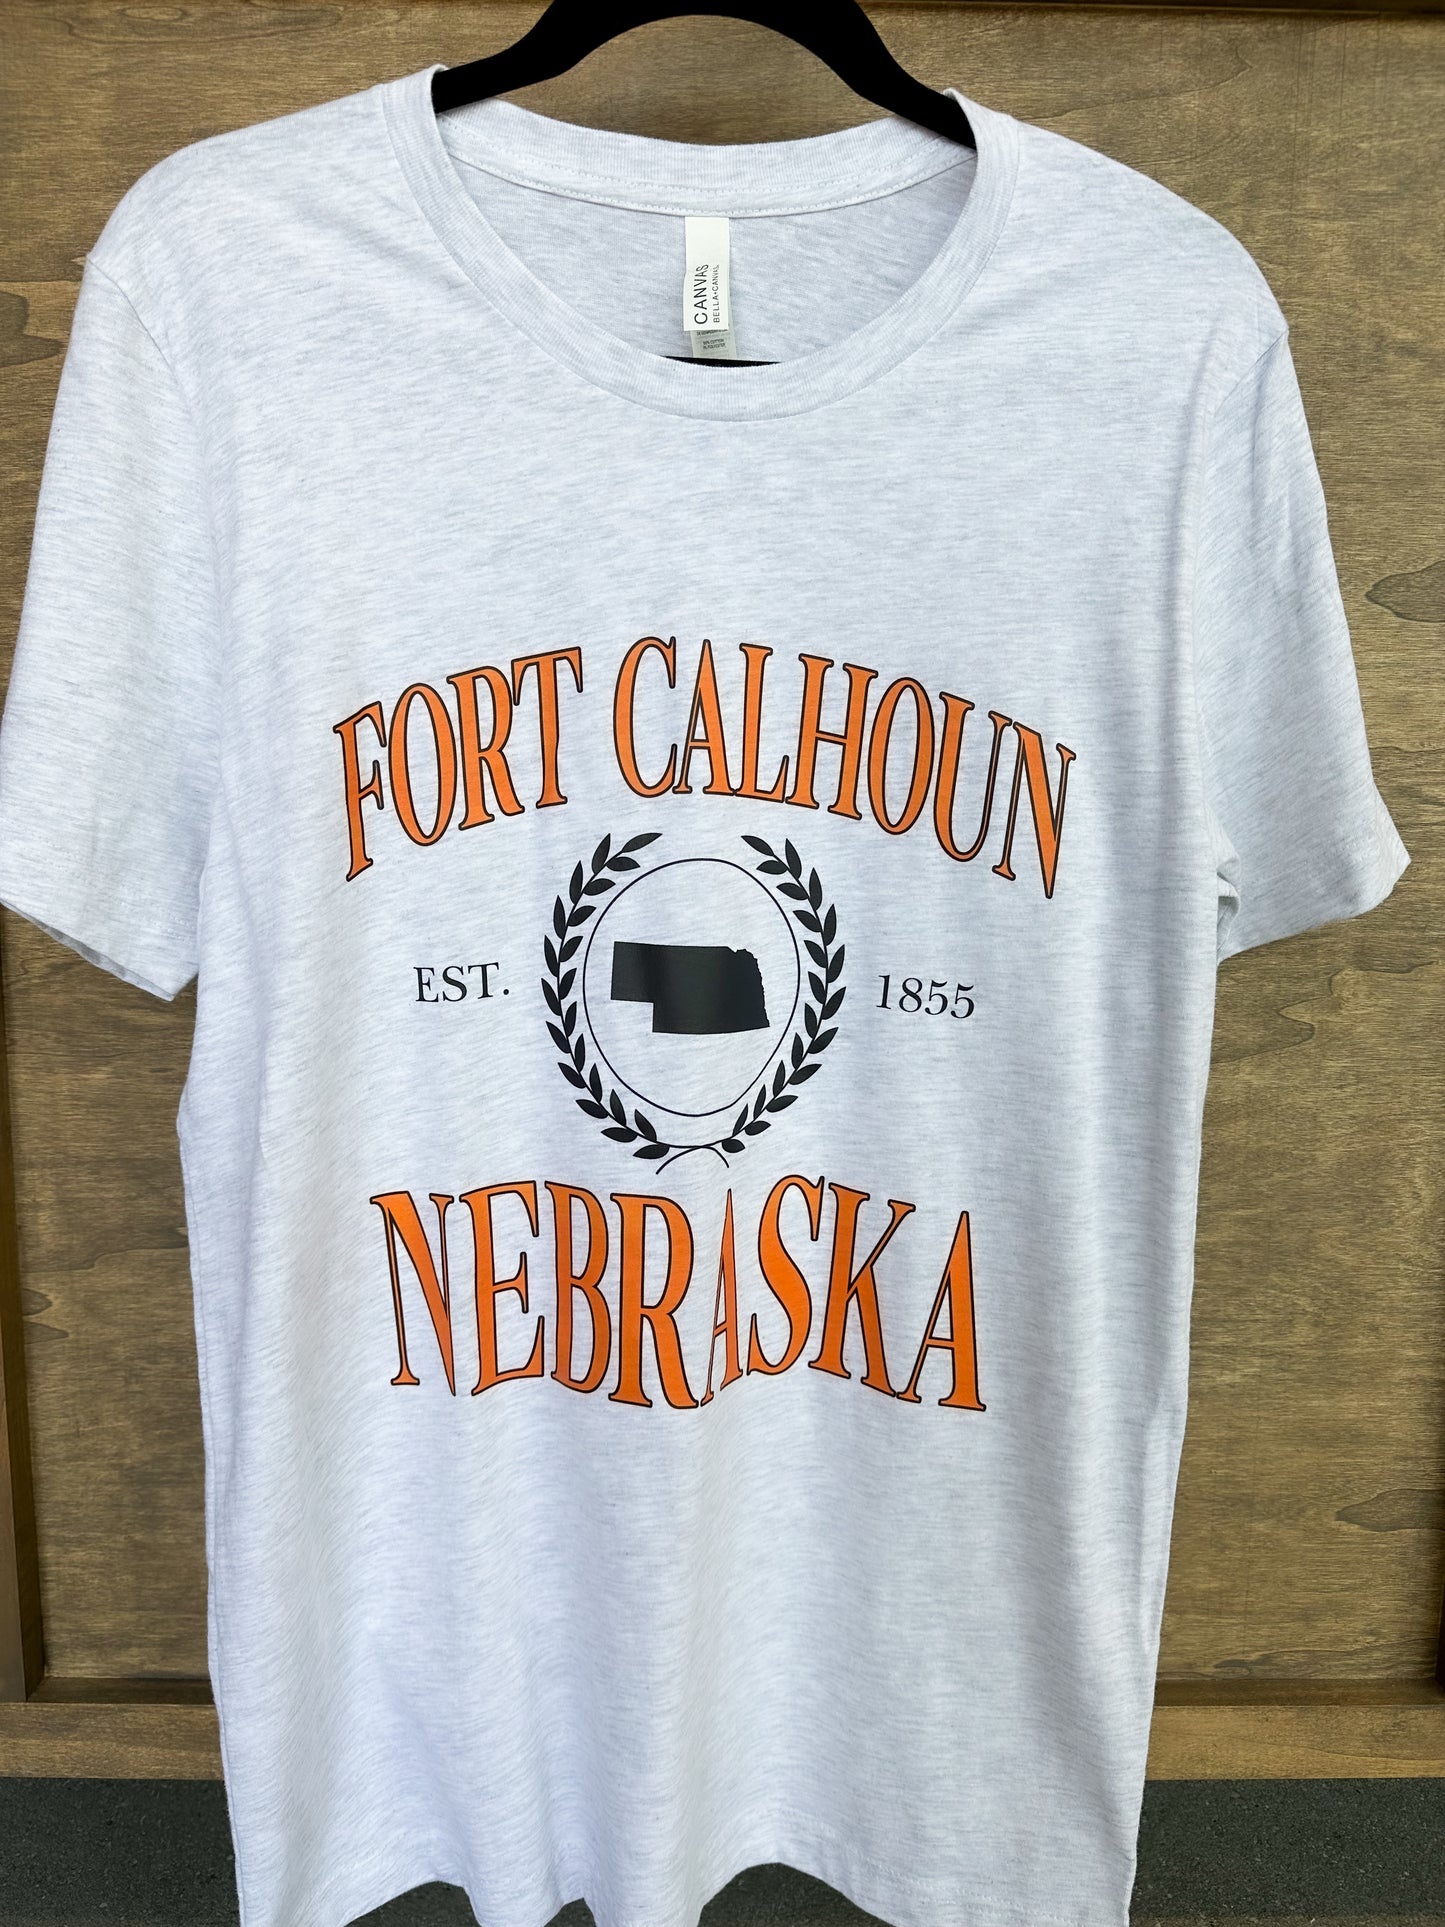 CANVAS
BELLA+CANVAS
FORT CALHOUN
EST. 1855
NEBRASKA